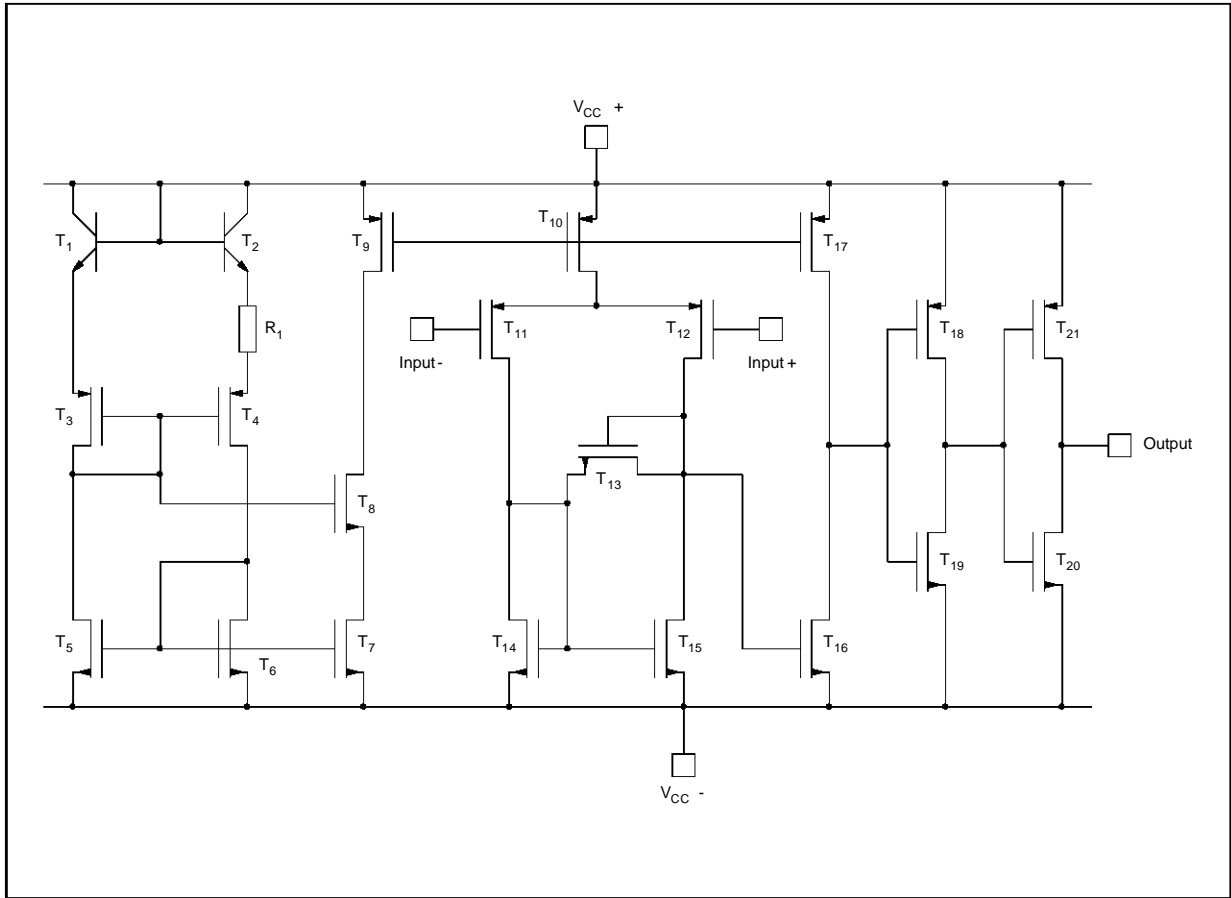 V_CC +
T_1
T_2
T_9
T_10
T_17
R_1
T_11
T_12
T_18
T_21
Input -
Input +
T_3
T_4
Output
T_13
T_8
T_19
T_20
T_5
T_6
T_7
T_14
T_15
T_16
V_CC -